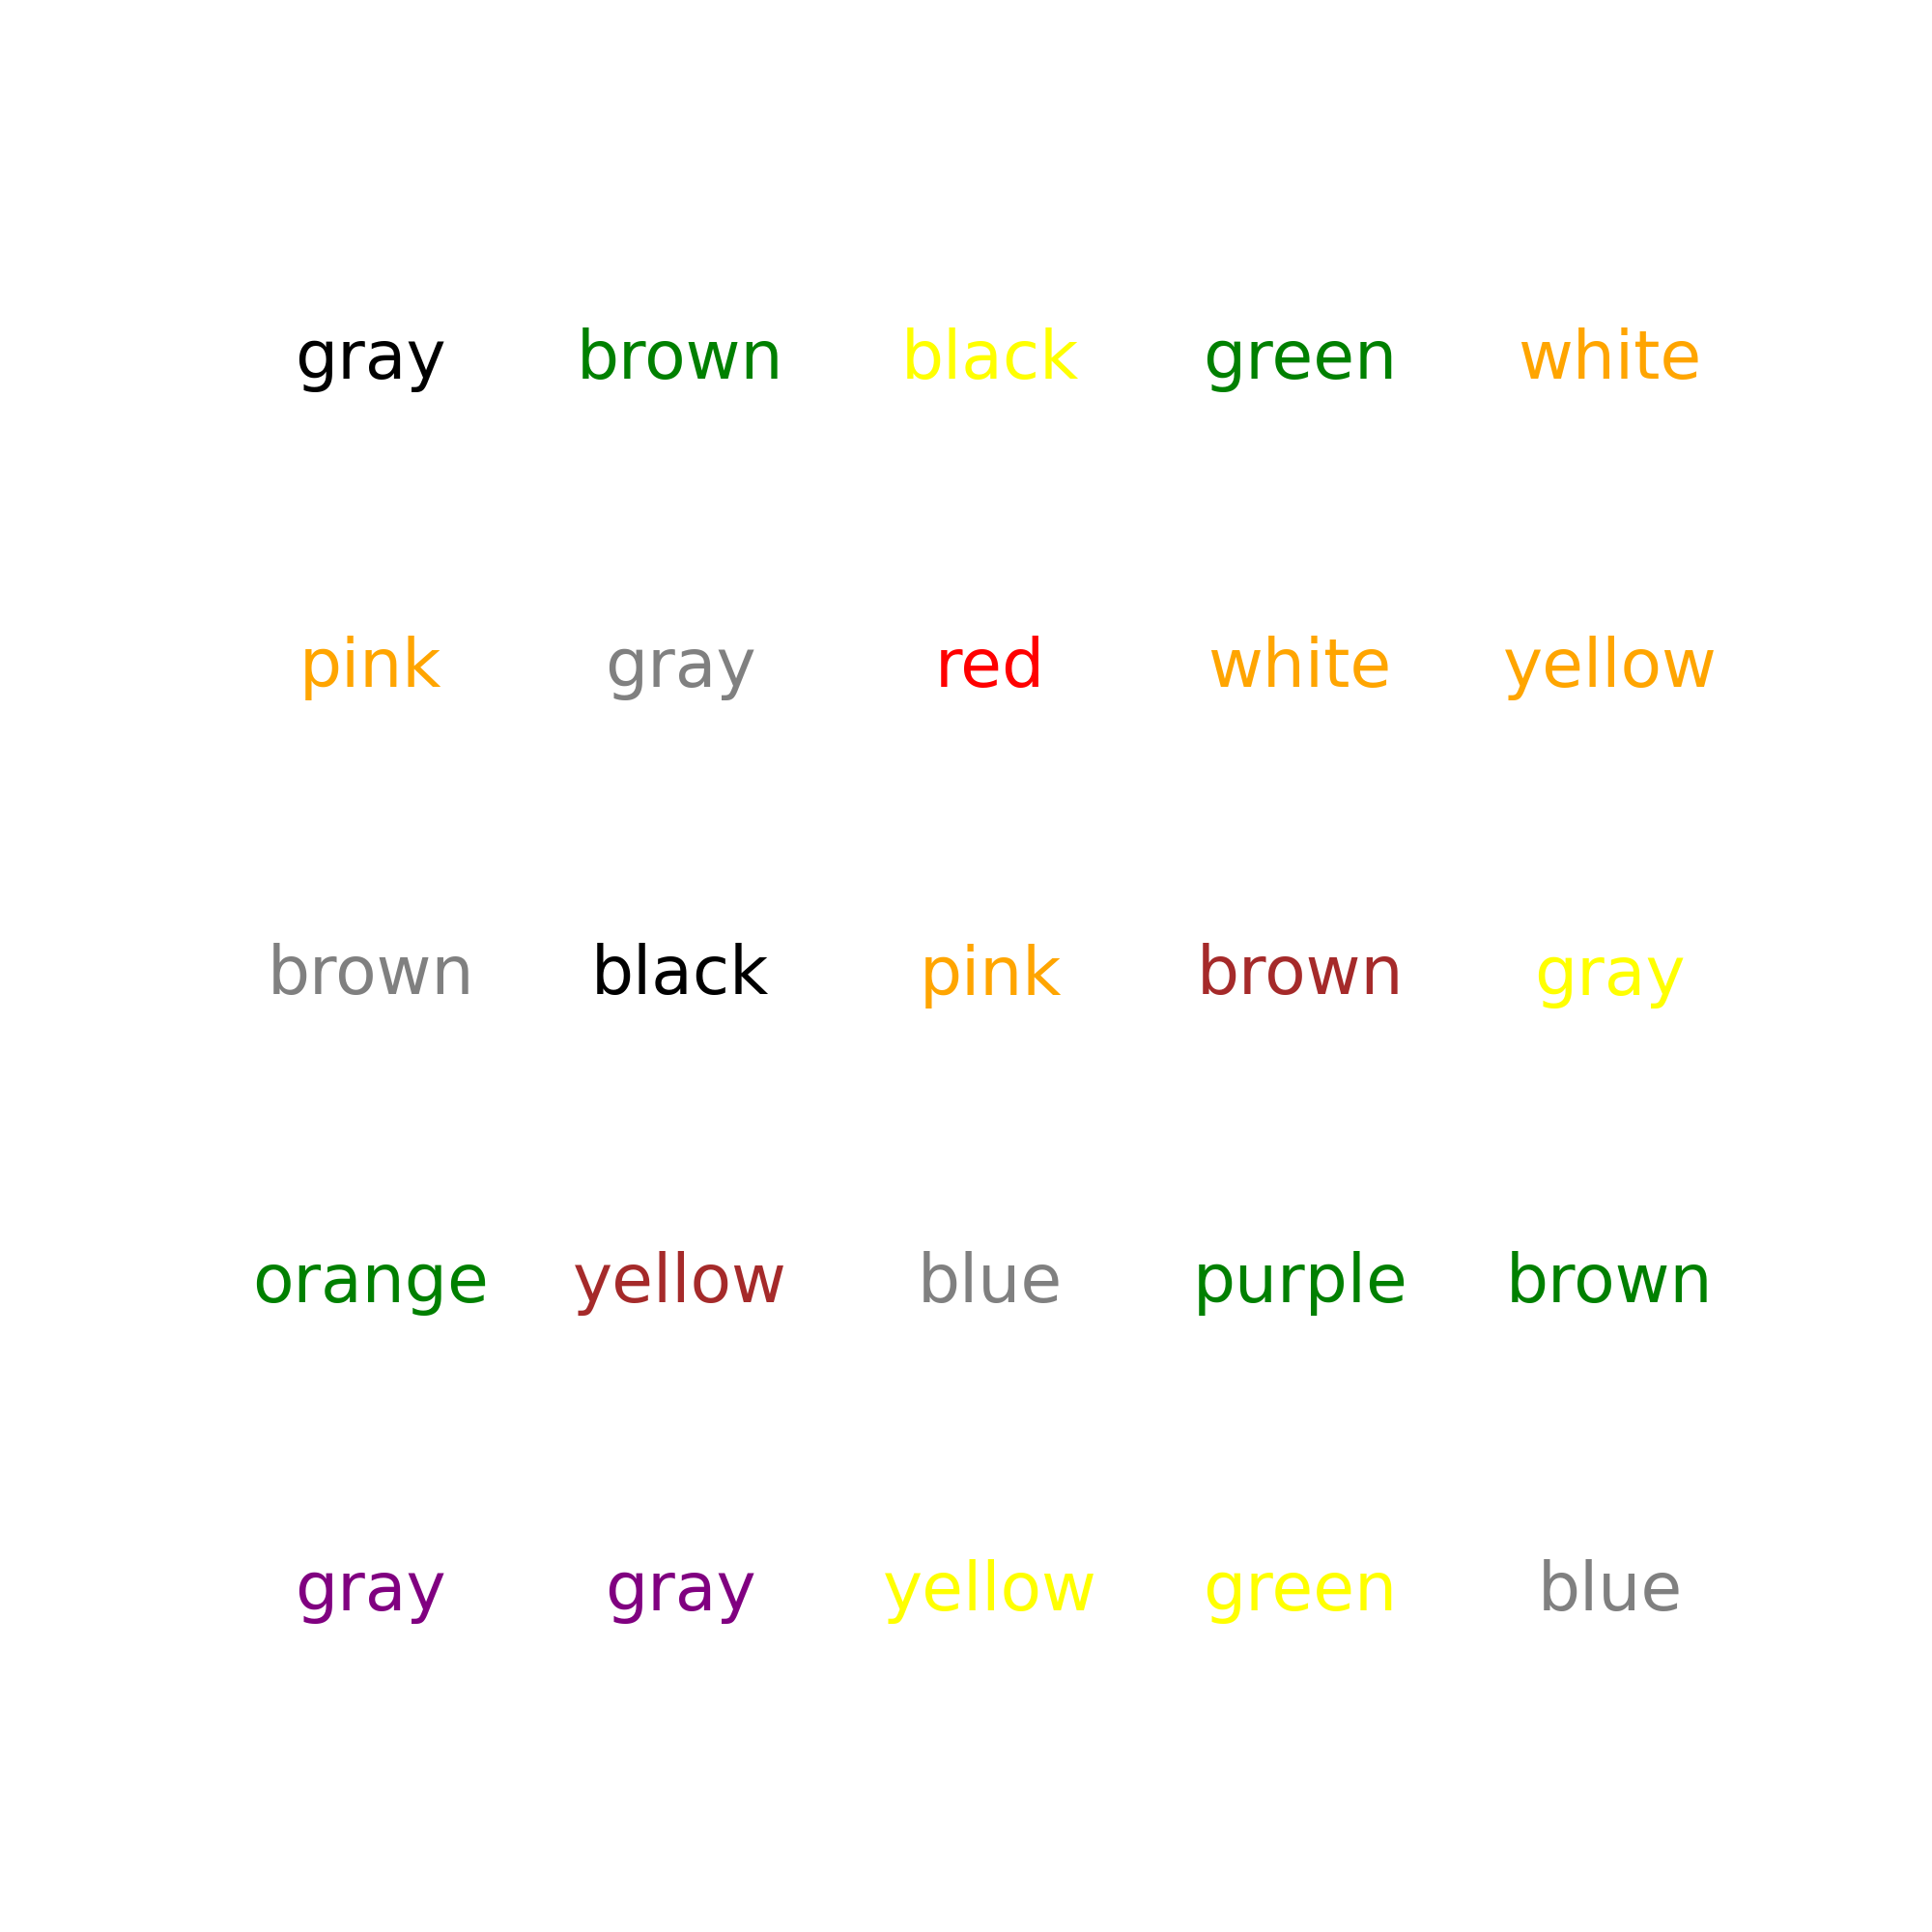 gray brown black green white
pink gray red white yellow
brown black pink brown gray
orange yellow blue purple brown
gray gray yellow green blue